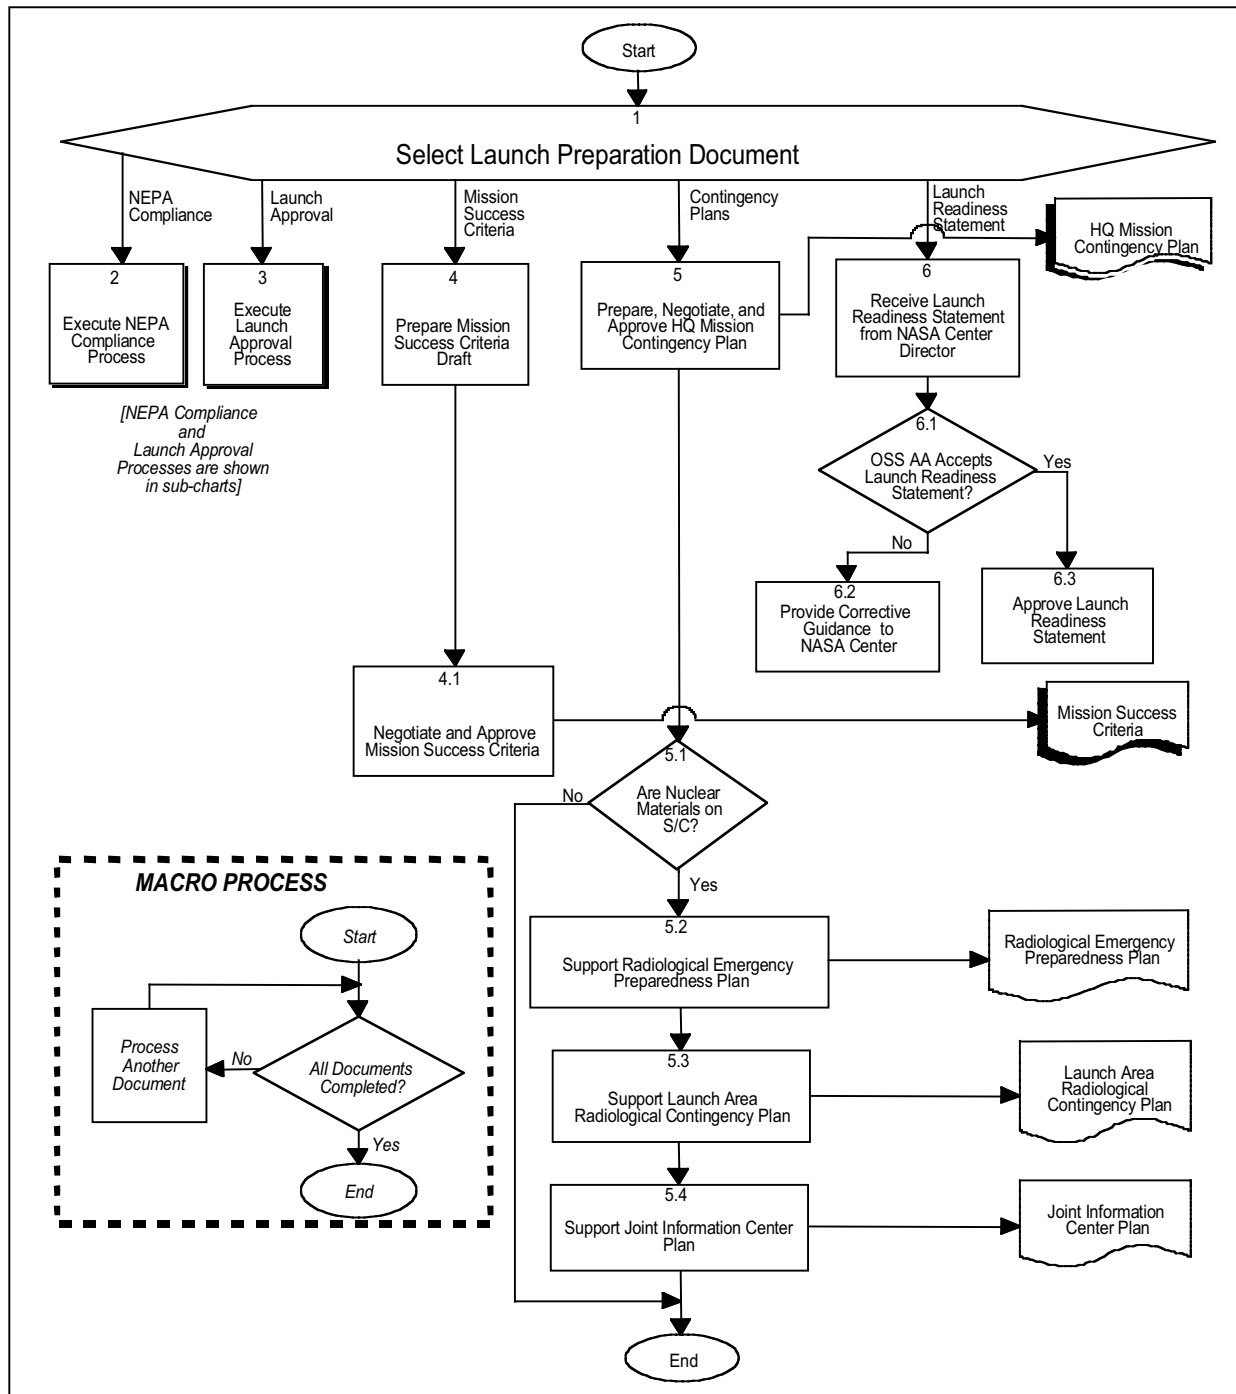 Start
1
Select Launch Preparation Document
NEPA
Compliance
Launch
Approval
Mission
Success
Criteria
Contingency
Plans
Launch
Readiness
Statement
HQ Mission
Contingency Plan
2
Execute NEPA
Compliance
Process
3
Execute
Launch
Approval
Process
4
Prepare Mission
Success Criteria
Draft
5
Prepare, Negotiate, and
Approve HQ Mission
Contingency Plan
6
Receive Launch
Readiness Statement
from NASA Center
Director
[NEPA Compliance
and
Launch Approval
Processes are shown
in sub-charts]
6.1
OSS AA Accepts
Launch Readiness
Statement?
Yes
No
6.2
Provide Corrective
Guidance to
NASA Center
6.3
Approve Launch
Readiness
Statement
4.1
Negotiate and Approve
Mission Success Criteria
Mission Success
Criteria
5.1
Are Nuclear
Materials on
S/C?
No
Yes
5.2
Support Radiological Emergency
Preparedness Plan
Radiological Emergency
Preparedness Plan
5.3
Support Launch Area
Radiological Contingency Plan
Launch Area
Radiological
Contingency Plan
5.4
Support Joint Information Center
Plan
Joint Information
Center Plan
End
MACRO PROCESS
Start
Process
Another
Document
No
All Documents
Completed?
Yes
End